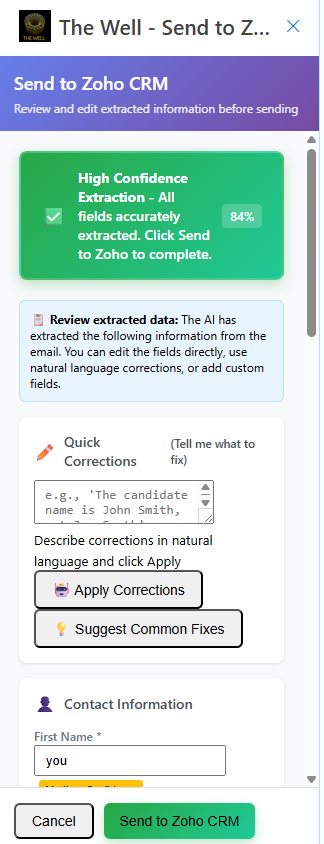 THE WELL
The Well - Send to Z...
Send to Zoho CRM
Review and edit extracted information before sending
High Confidence
Extraction - All
fields accurately
extracted. Click Send
to Zoho to complete.
84%
Review extracted data: The AI has
extracted the following information from the
email. You can edit the fields directly, use
natural language corrections, or add custom
fields.
Quick
Corrections
(Tell me what to
fix)
e.g., 'The candidate
name is John Smith,
Describe corrections in natural
language and click Apply
Apply Corrections
Suggest Common Fixes
Contact Information
First Name *
you
Cancel
Send to Zoho CRM